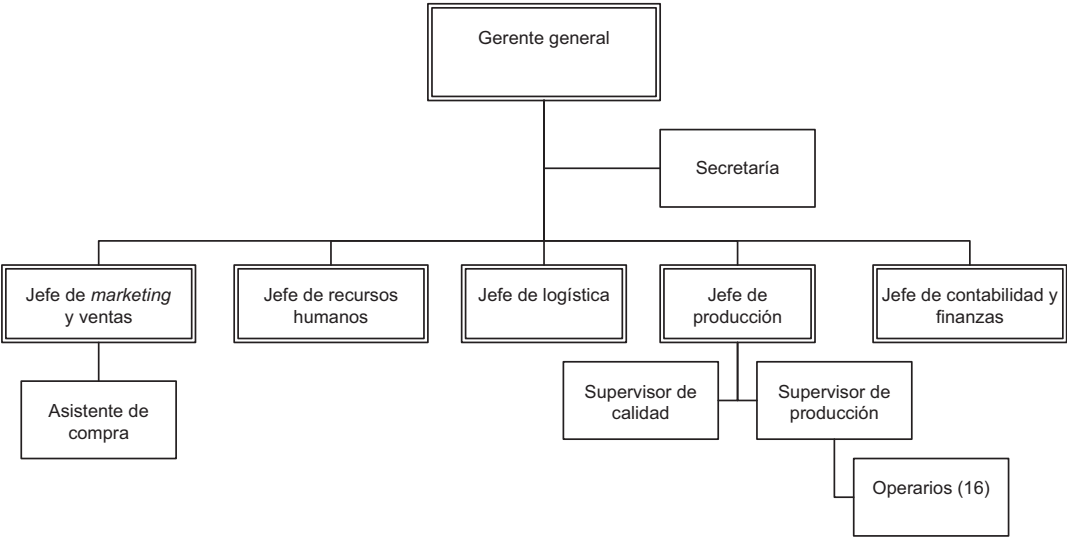 Gerente general
Secretaría
Jefe de marketing
y ventas
Jefe de recursos
humanos
Jefe de logística
Jefe de
producción
Jefe de contabilidad y
finanzas
Asistente de
compra
Supervisor de
calidad
Supervisor de
producción
Operarios (16)